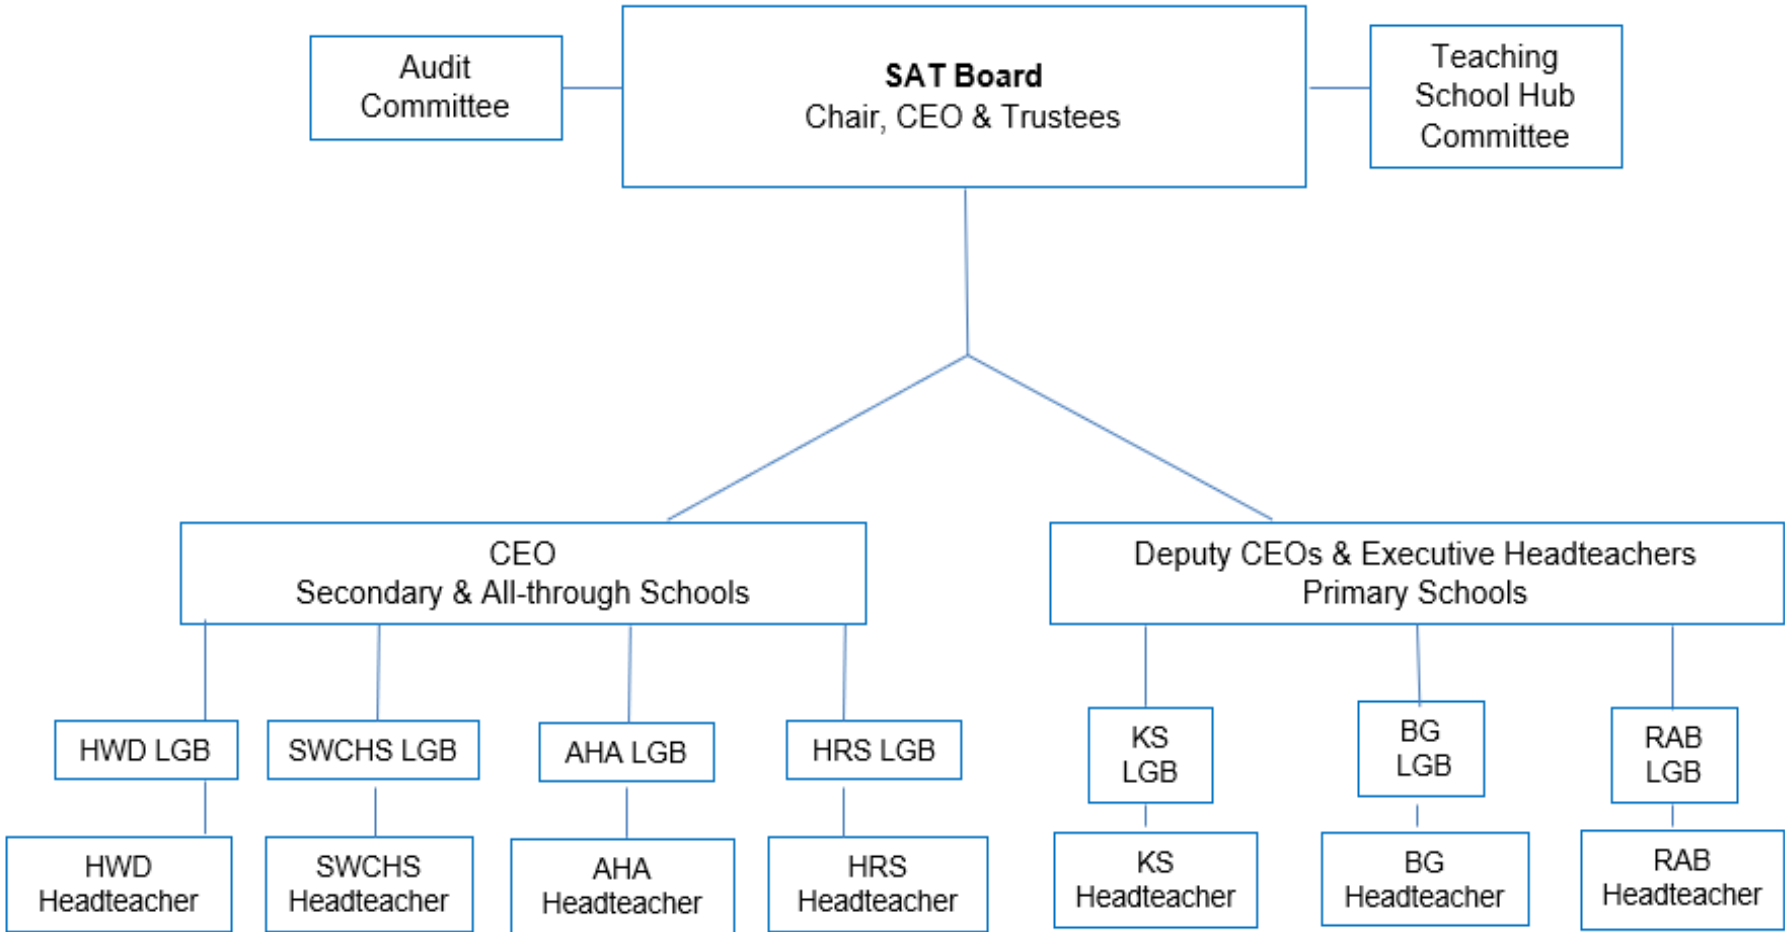 Audit
Committee
SAT Board
Chair, CEO & Trustees
Teaching
School Hub
Committee
CEO
Secondary & All-through Schools
Deputy CEOs & Executive Headteachers
Primary Schools
HWD LGB
SWCHS LGB
AHA LGB
HRS LGB
KS
LGB
BG
LGB
RAB
LGB
HWD
Headteacher
SWCHS
Headteacher
AHA
Headteacher
HRS
Headteacher
KS
Headteacher
BG
Headteacher
RAB
Headteacher